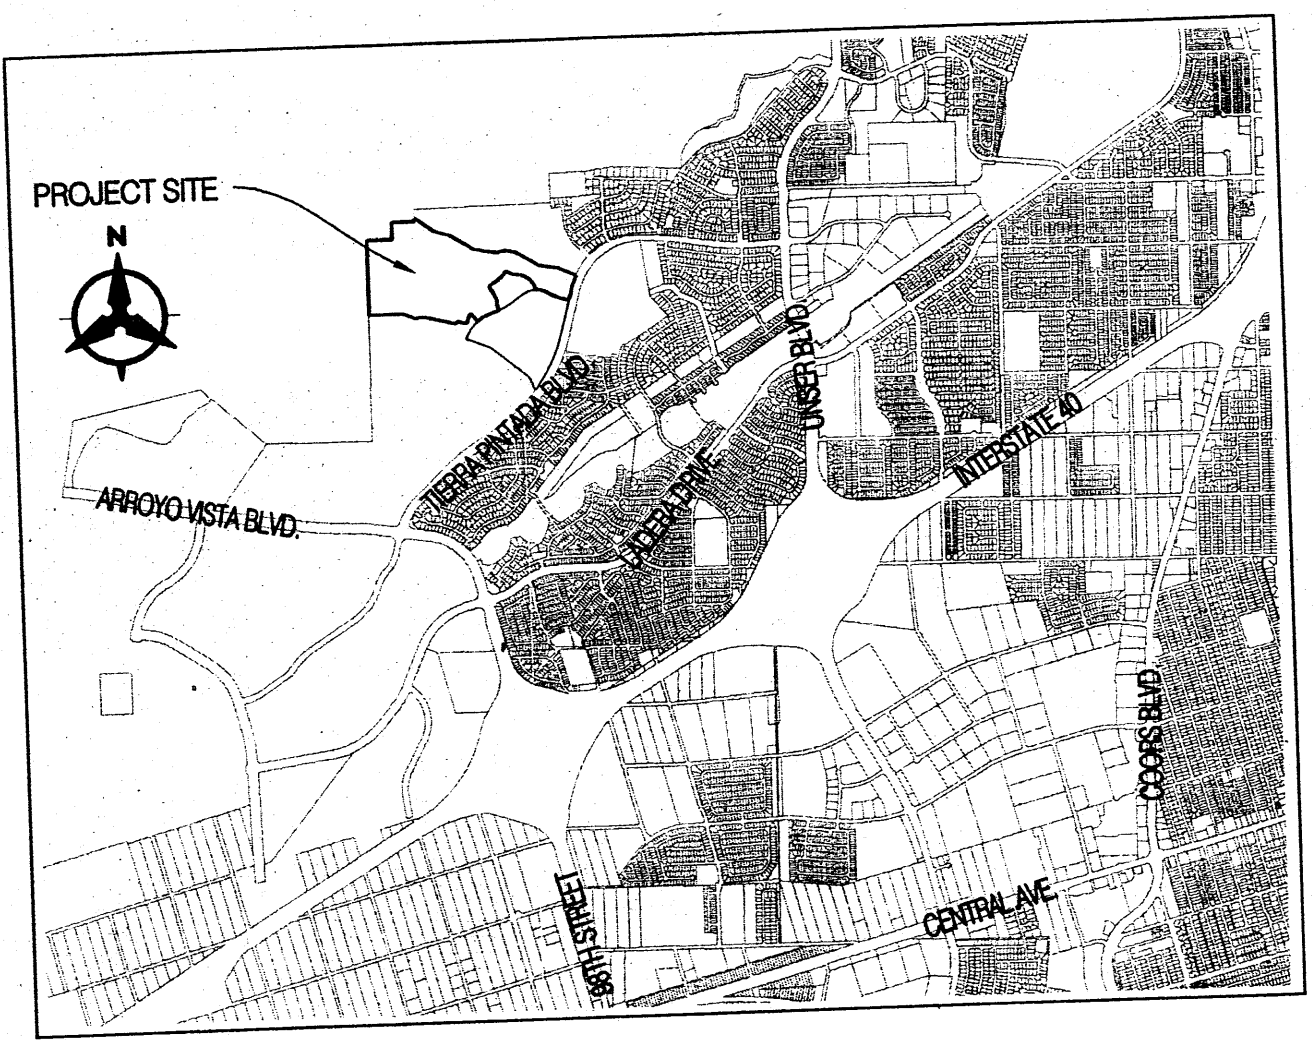 PROJECT SITE
N
UNSER BLVD
TIERRA PINTADA BLVD.
INTERSTATE 40
LADERA DRIVE
ARROYO VISTA BLVD.
COORS BLVD
98TH STREET
CENTRAL AVE.